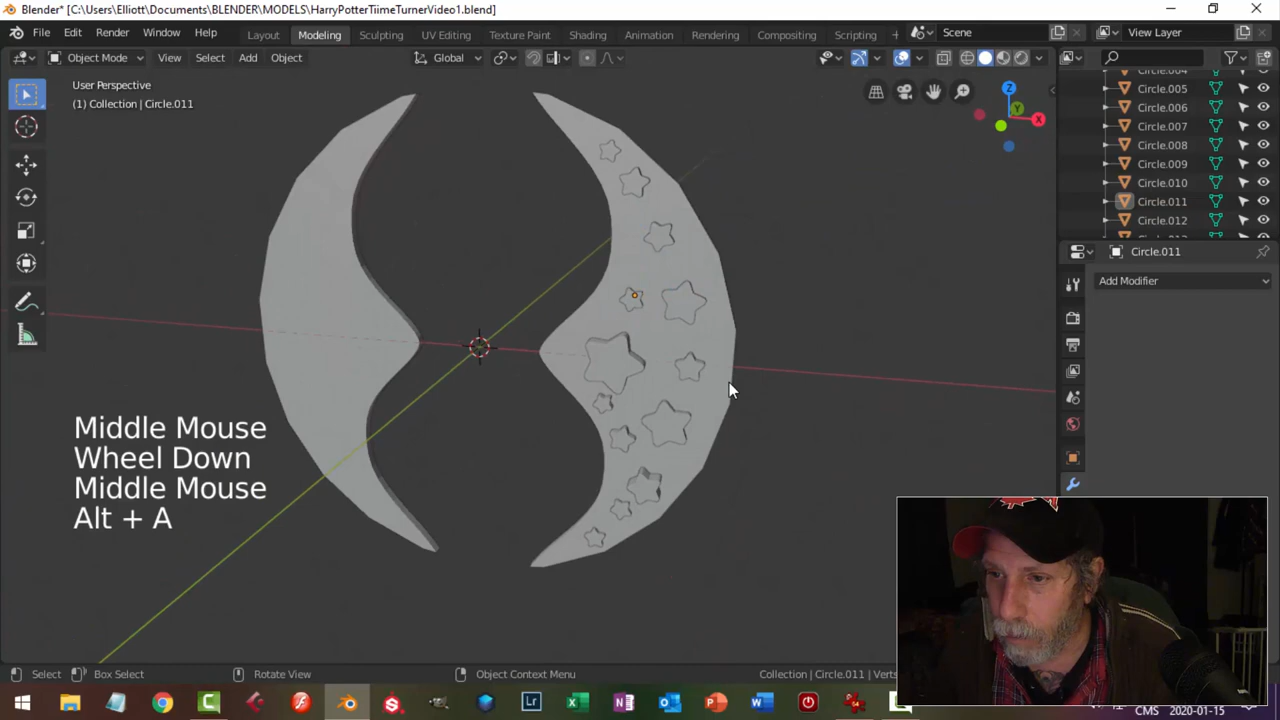 Blender* [C:\Users\Elliott\Documents\BLENDER\MODELS\HarryPotterTiimeTurnerVideo1.blend]
File Edit Render Window Help Layout Modeling Sculpting UV Editing Texture Paint Shading Animation Rendering Compositing Scripting Scene View Layer
Object Mode View Select Add Object Global
User Perspective
(1) Collection | Circle.011
Z
Y
X
Circle.004
Circle.005
Circle.006
Circle.007
Circle.008
Circle.009
Circle.010
Circle.011
Circle.012
Circle.011
Add Modifier
Middle Mouse
Wheel Down
Middle Mouse
Alt + A
Select Box Select Rotate View Object Context Menu Collection | Circle.011 | Verts
Lr
CMS 2020-01-15